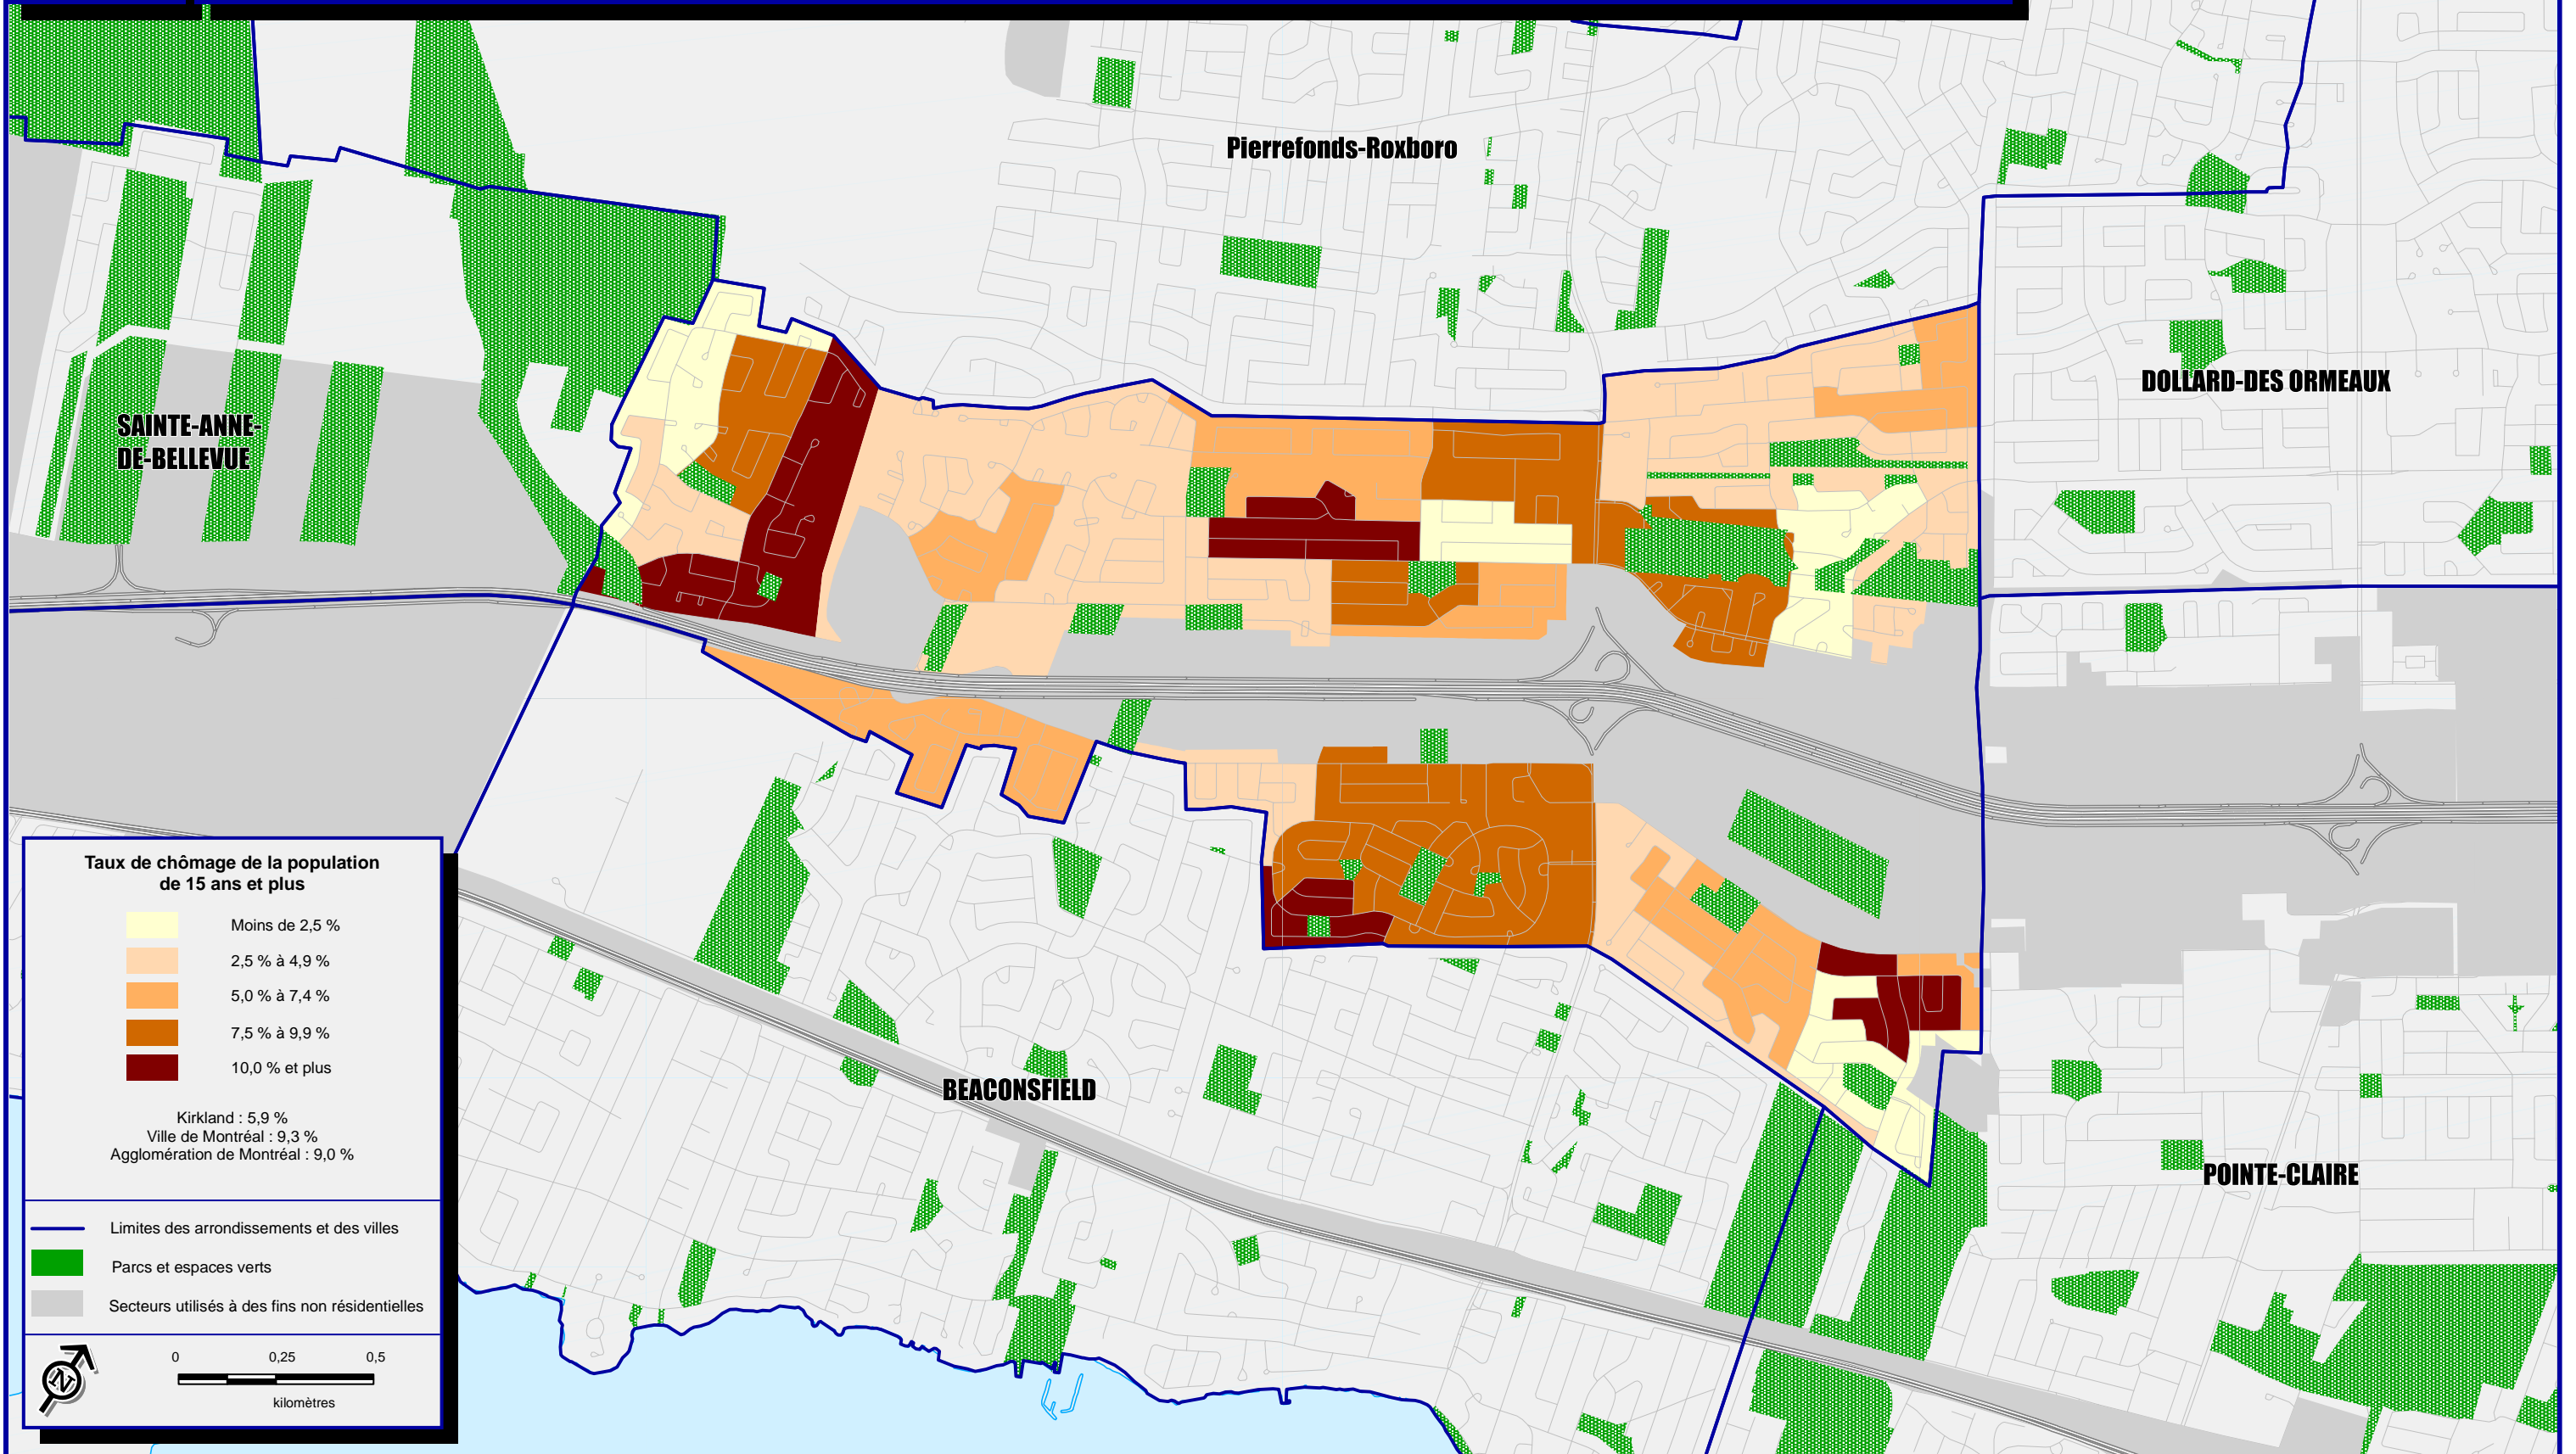 Pierrefonds-Roxboro
DOLLARD-DES ORMEAUX
SAINTE-ANNE-
DE-BELLEVUE
BEACONSFIELD
POINTE-CLAIRE
Taux de chômage de la population
de 15 ans et plus
Moins de 2,5 %
2,5 % à 4,9 %
5,0 % à 7,4 %
7,5 % à 9,9 %
10,0 % et plus
Kirkland : 5,9 %
Ville de Montréal : 9,3 %
Agglomération de Montréal : 9,0 %
Limites des arrondissements et des villes
Parcs et espaces verts
Secteurs utilisés à des fins non résidentielles
N
0 0,25 0,5
kilomètres